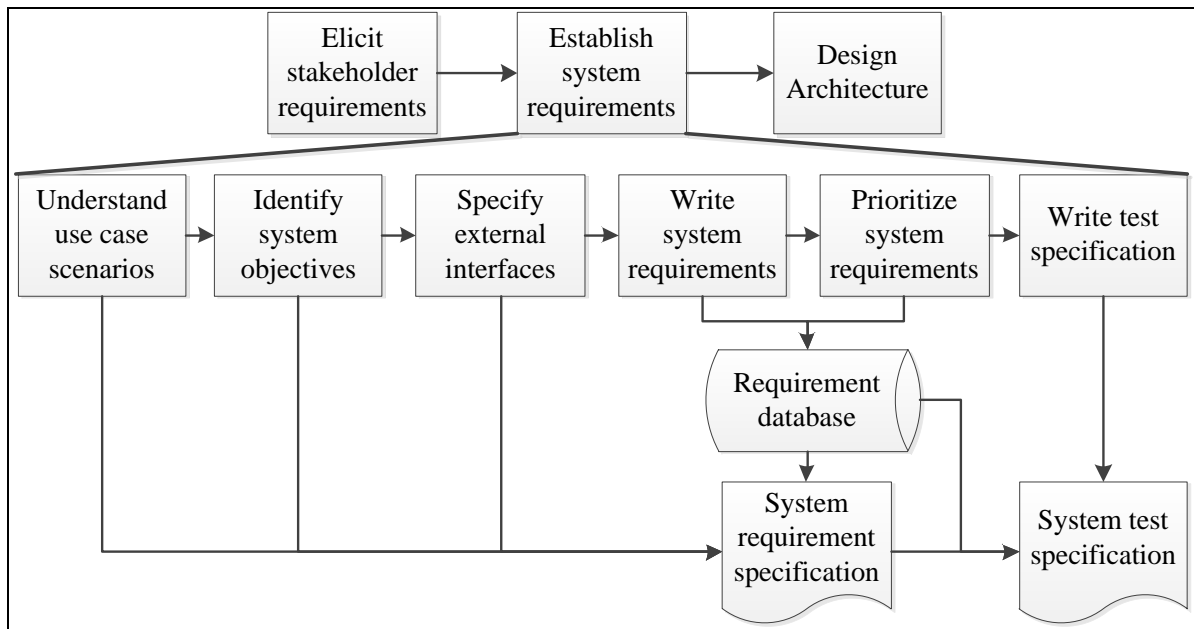 Elicit
stakeholder
requirements
Establish
system
requirements
Design
Architecture
Understand
use case
scenarios
Identify
system
objectives
Specify
external
interfaces
Write
system
requirements
Prioritize
system
requirements
Write test
specification
Requirement
database
System
requirement
specification
System test
specification